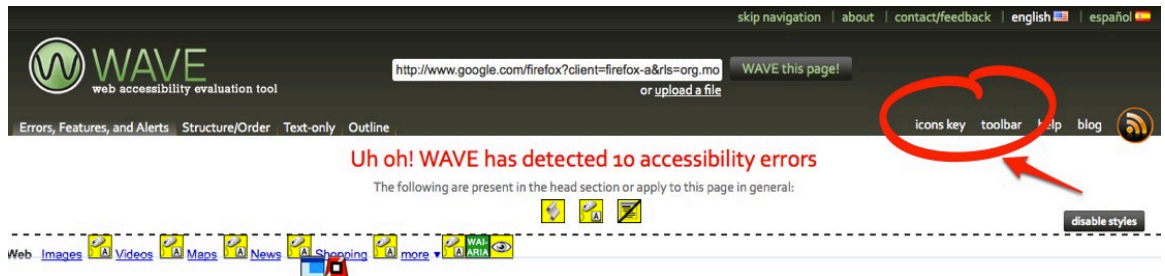 skip navigation | about | contact/feedback | english | español
WAVE
web accessibility evaluation tool
http://www.google.com/firefox?client=firefox-a&rls=org.mo WAVE this page!
or upload a file
Errors, Features, and Alerts Structure/Order Text-only Outline icons key toolbar help blog
Uh oh! WAVE has detected 10 accessibility errors
The following are present in the head section or apply to this page in general:
disable styles
Web Images A Videos A Maps A News A Shopping A more ▼ A WAI-ARIA